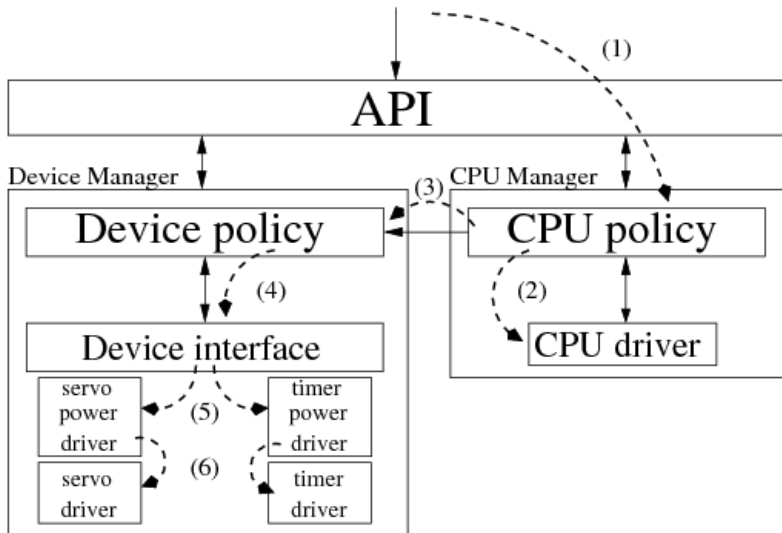 (1)
API
Device Manager
CPU Manager
(3)
Device policy
CPU policy
(4)
(2)
Device interface
CPU driver
servo
power
driver
(5)
timer
power
driver
(6)
servo
driver
timer
driver